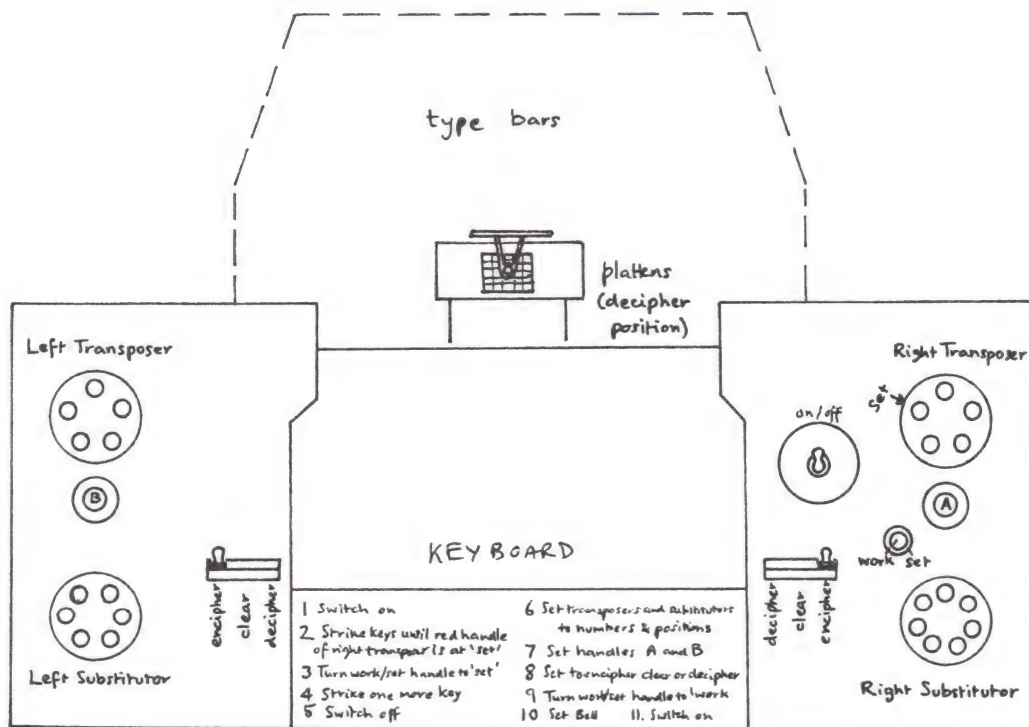 type bars
plattens
(decipher
position)
Left Transposer
Right Transposer
set
on/off
B
A
KEYBOARD
work set
encipher
clear
decipher
decipher
clear
encipher
Left Substitutor
Right Substitutor
1 Switch on
2 Strike keys until red handle
of right transposer is at 'set'
3 Turn work/set handle to 'set'
4 Strike one more key
5 Switch off
6 Set transposers and substitutors
to numbers & positions
7 Set handles A and B
8 Set to encipher clear or decipher
9 Turn work/set handle to 'work
10 Set Bell 11. Switch on